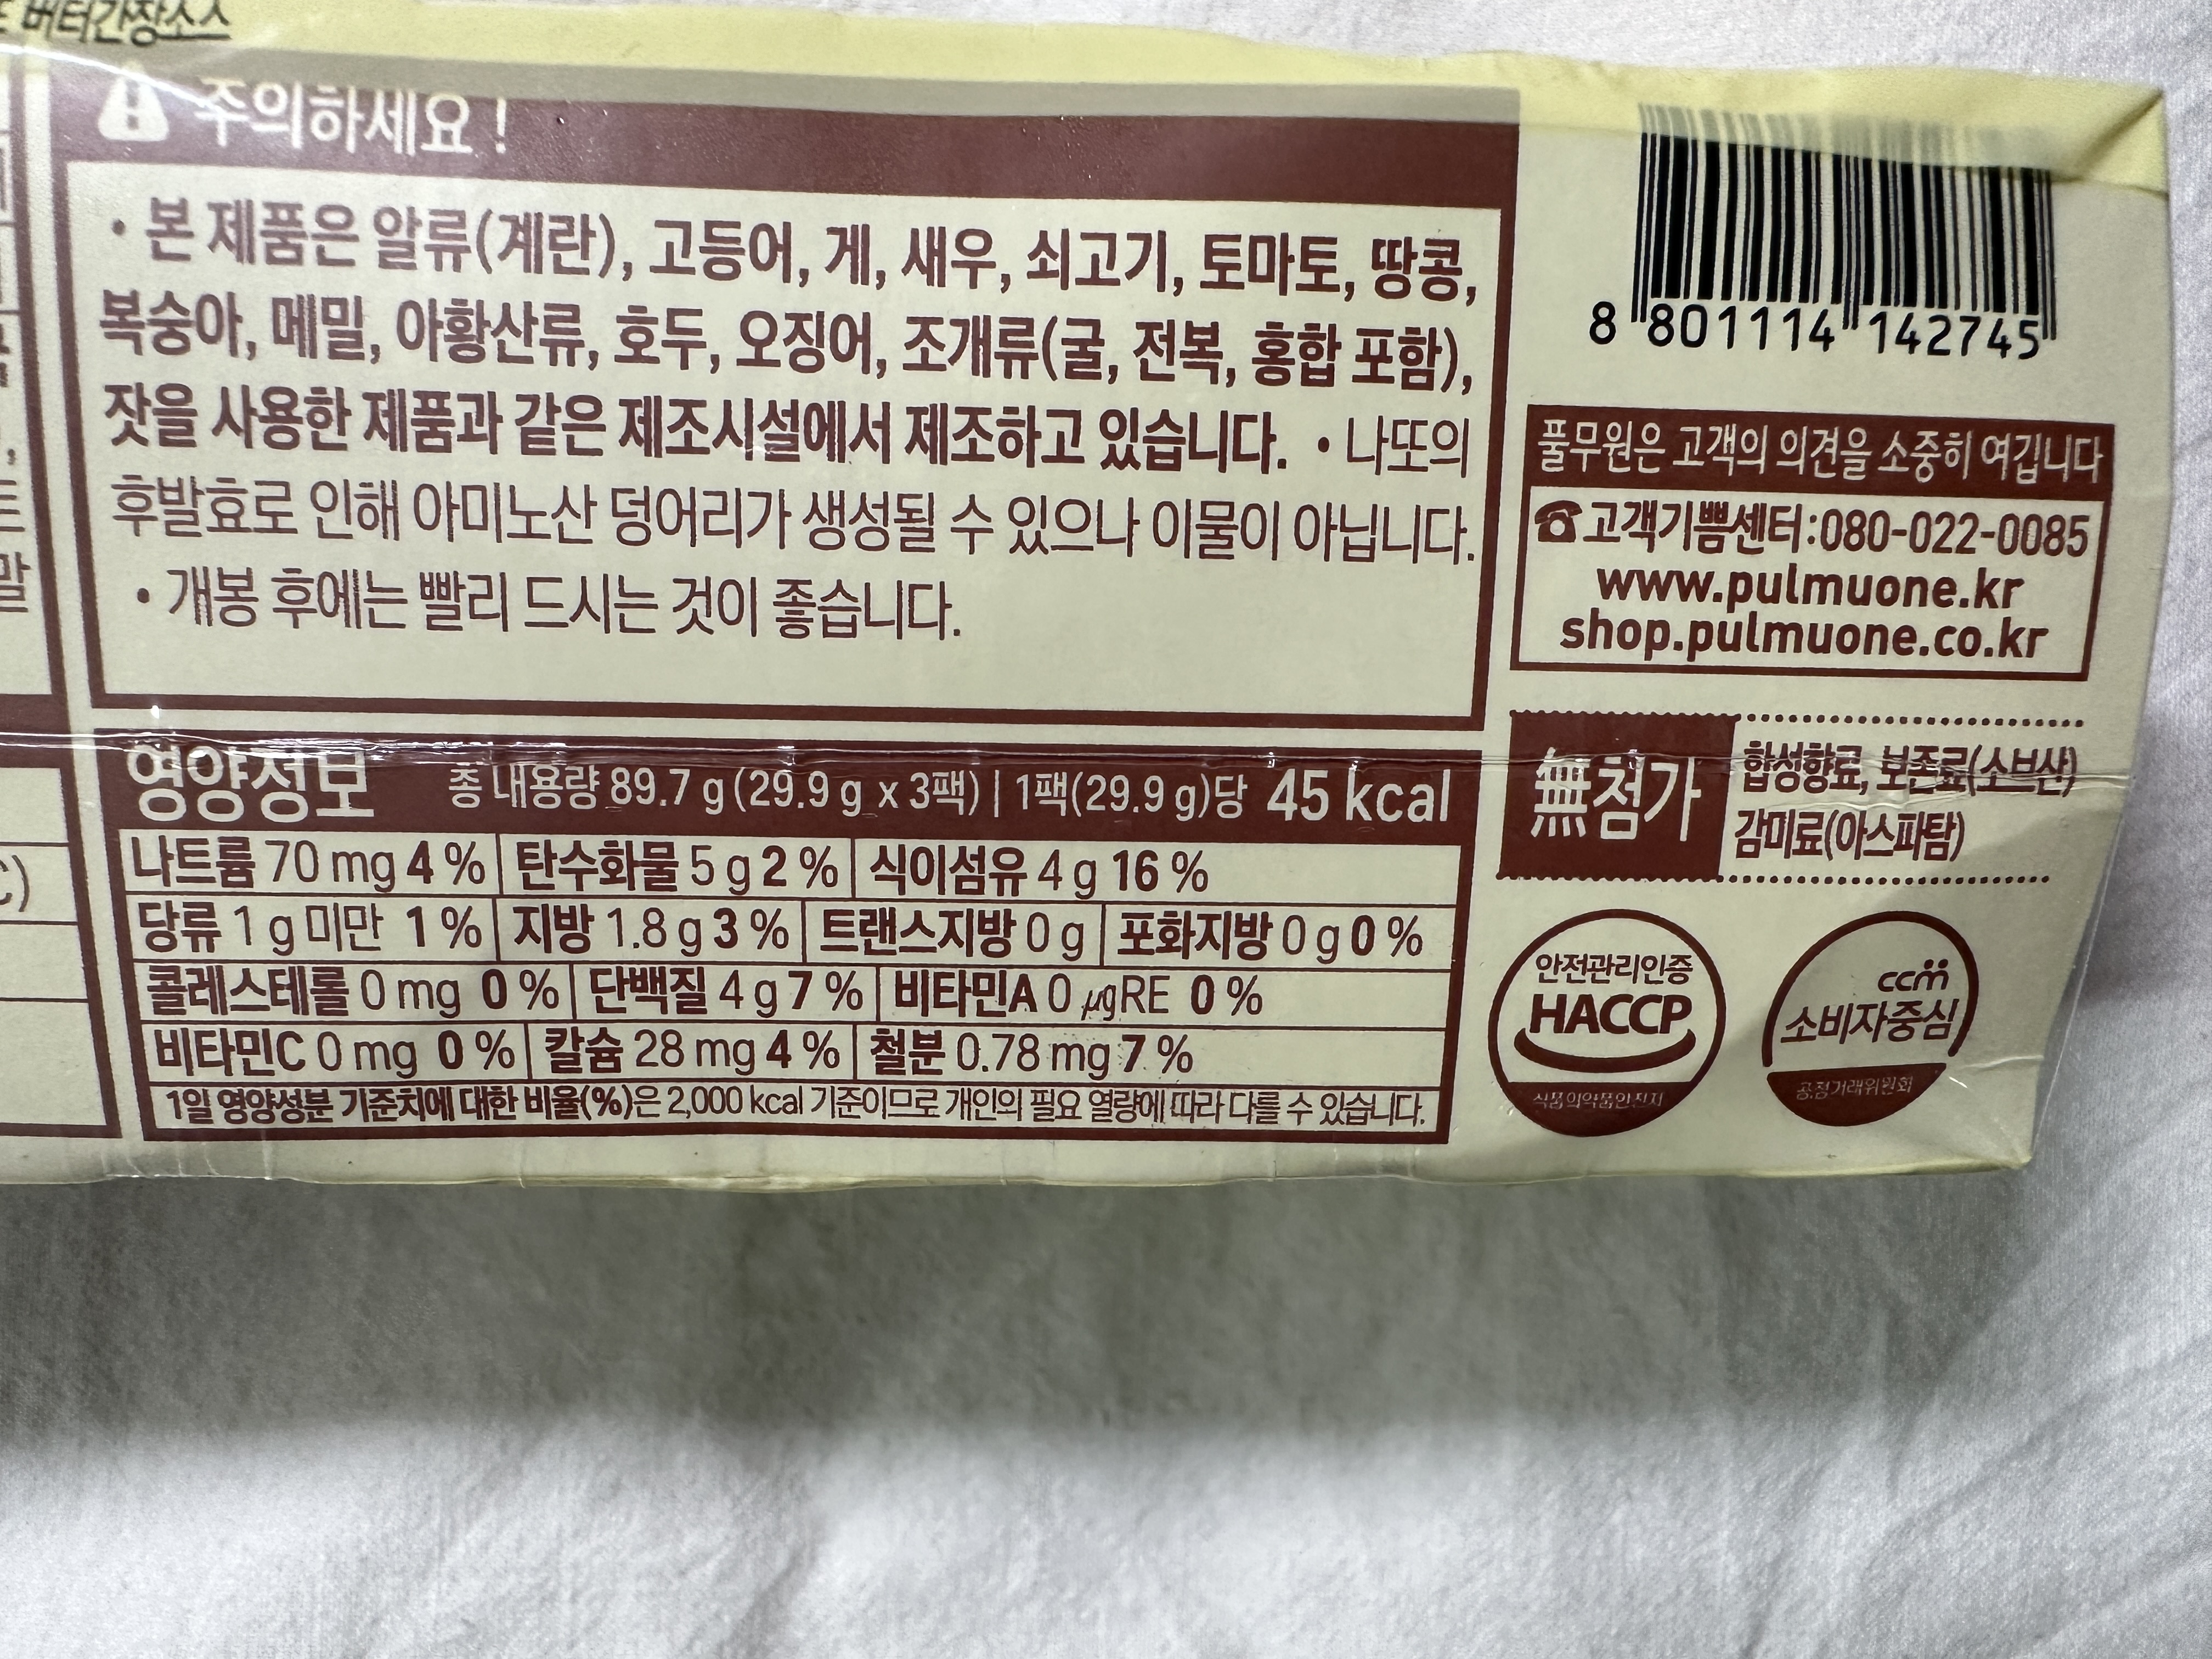 버터간장소스
주의하세요!
• 본 제품은 알류(계란), 고등어, 게, 새우, 쇠고기, 토마토, 땅콩,
복숭아, 메밀, 아황산류, 호두, 오징어, 조개류(굴, 전복, 홍합 포함),
잣을 사용한 제품과 같은 제조시설에서 제조하고 있습니다. • 나또의
후발효로 인해 아미노산 덩어리가 생성될 수 있으나 이물이 아닙니다.
• 개봉 후에는 빨리 드시는 것이 좋습니다.
영양정보 총 내용량 89.7 g (29.9 g x 3팩) | 1팩(29.9 g)당 45 kcal
나트륨 70 mg 4 % | 탄수화물 5 g 2 % | 식이섬유 4 g 16 %
당류 1 g 미만 1 % | 지방 1.8 g 3 % | 트랜스지방 0 g | 포화지방 0 g 0 %
콜레스테롤 0 mg 0 % | 단백질 4 g 7 % | 비타민A 0 μgRE 0 %
비타민C 0 mg 0 % | 칼슘 28 mg 4 % | 철분 0.78 mg 7 %
1일 영양성분 기준치에 대한 비율(%)은 2,000 kcal 기준이므로 개인의 필요 열량에 따라 다를 수 있습니다.
8 801114 142745
풀무원은 고객의 의견을 소중히 여깁니다
☎고객기쁨센터:080-022-0085
www.pulmuone.kr
shop.pulmuone.co.kr
無첨가
합성향료, 보존료(소브산)
감미료(아스파탐)
안전관리인증
HACCP
식품의약품안전처
ccm
소비자중심
공정거래위원회